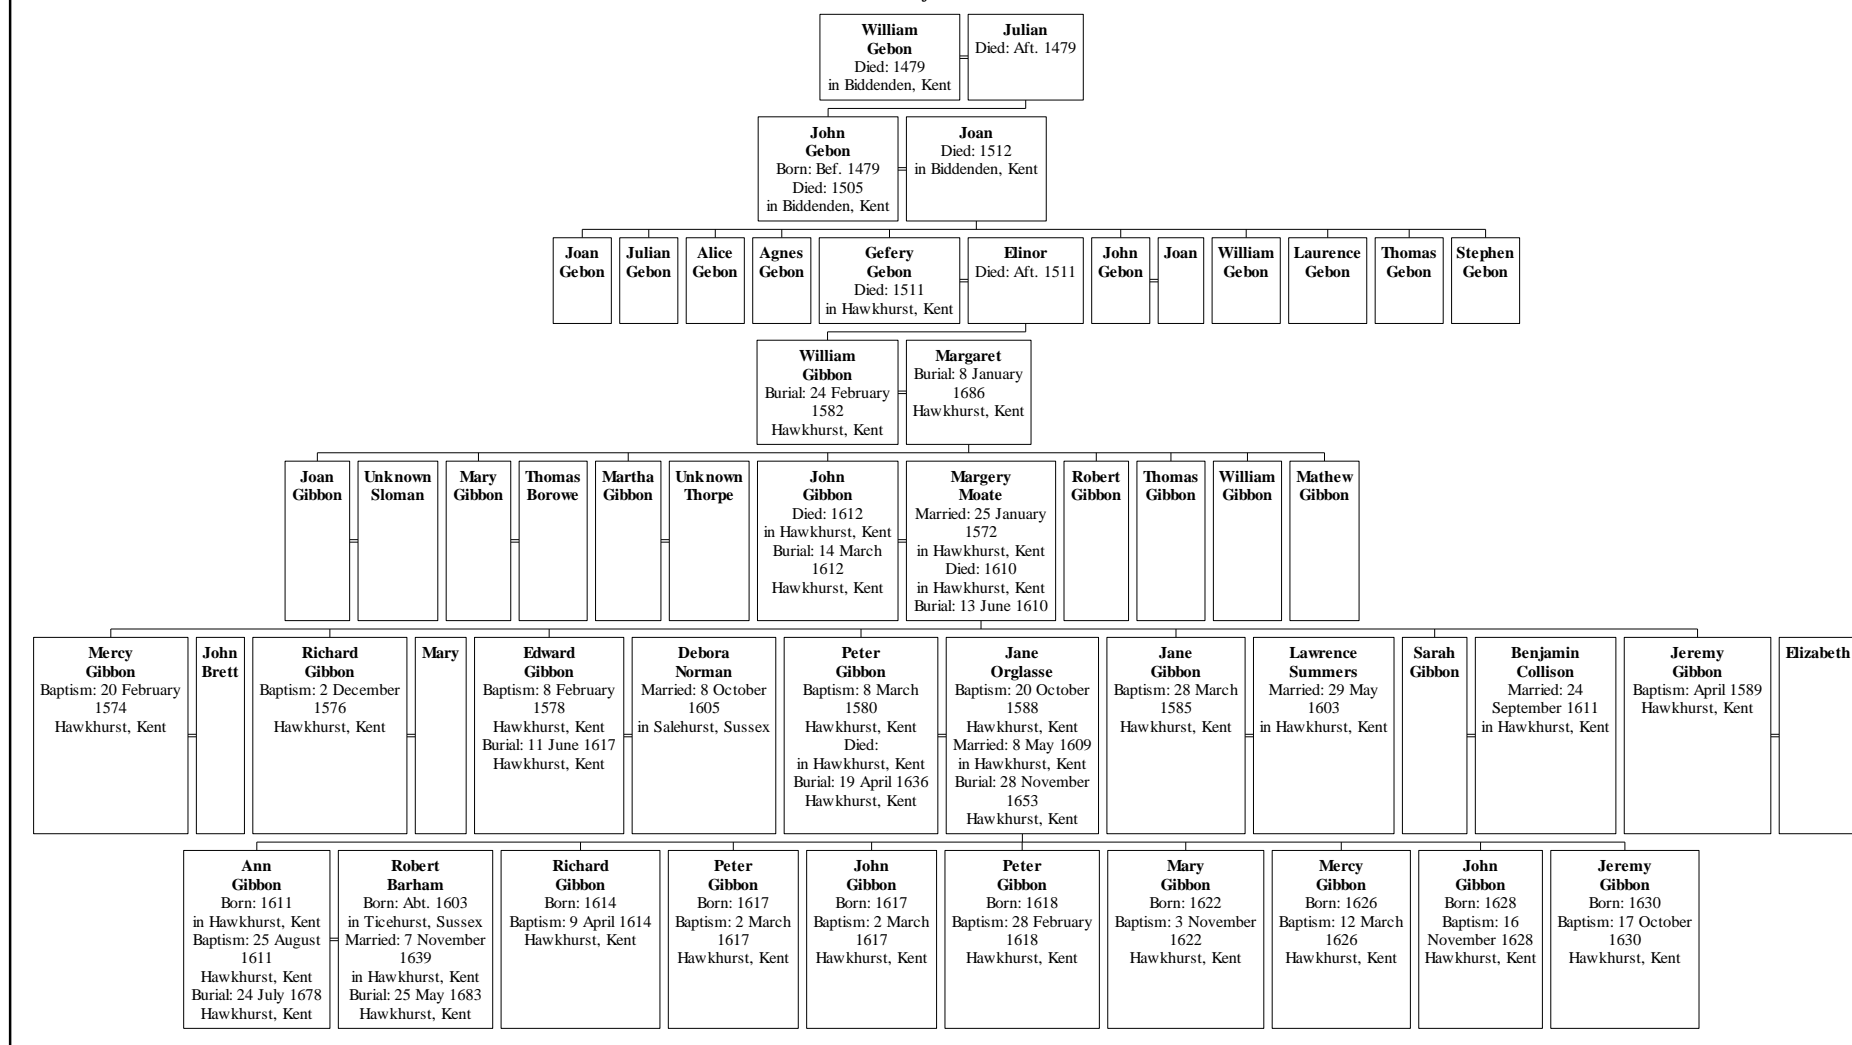 William
Gebon
Died: 1479
in Biddenden, Kent
Julian
Died: Aft. 1479
John
Gebon
Born: Bef. 1479
Died: 1505
in Biddenden, Kent
Joan
Died: 1512
in Biddenden, Kent
Joan
Gebon
Julian
Gebon
Alice
Gebon
Agnes
Gebon
Gefery
Gebon
Died: 1511
in Hawkhurst, Kent
Elinor
Died: Aft. 1511
John
Gebon
Joan
William
Gebon
Laurence
Gebon
Thomas
Gebon
Stephen
Gebon
William
Gibbon
Burial: 24 February
1582
Hawkhurst, Kent
Margaret
Burial: 8 January
1686
Hawkhurst, Kent
Joan
Gibbon
Unknown
Sloman
Mary
Gibbon
Thomas
Borowe
Martha
Gibbon
Unknown
Thorpe
John
Gibbon
Died: 1612
in Hawkhurst, Kent
Burial: 14 March
1612
Hawkhurst, Kent
Margery
Moate
Married: 25 January
1572
in Hawkhurst, Kent
Died: 1610
in Hawkhurst, Kent
Burial: 13 June 1610
Robert
Gibbon
Thomas
Gibbon
William
Gibbon
Mathew
Gibbon
Mercy
Gibbon
Baptism: 20 February
1574
Hawkhurst, Kent
John
Brett
Richard
Gibbon
Baptism: 2 December
1576
Hawkhurst, Kent
Mary
Edward
Gibbon
Baptism: 8 February
1578
Hawkhurst, Kent
Burial: 11 June 1617
Hawkhurst, Kent
Debora
Norman
Married: 8 October
1605
in Salehurst, Sussex
Peter
Gibbon
Baptism: 8 March
1580
Hawkhurst, Kent
Died:
in Hawkhurst, Kent
Burial: 19 April 1636
Hawkhurst, Kent
Jane
Orglasse
Baptism: 20 October
1588
Hawkhurst, Kent
Married: 8 May 1609
in Hawkhurst, Kent
Burial: 28 November
1653
Hawkhurst, Kent
Jane
Gibbon
Baptism: 28 March
1585
Hawkhurst, Kent
Lawrence
Summers
Married: 29 May
1603
in Hawkhurst, Kent
Sarah
Gibbon
Benjamin
Collison
Married: 24
September 1611
in Hawkhurst, Kent
Jeremy
Gibbon
Baptism: April 1589
Hawkhurst, Kent
Elizabeth
Ann
Gibbon
Born: 1611
in Hawkhurst, Kent
Baptism: 25 August
1611
Hawkhurst, Kent
Burial: 24 July 1678
Hawkhurst, Kent
Robert
Barham
Born: Abt. 1603
in Ticehurst, Sussex
Married: 7 November
1639
in Hawkhurst, Kent
Burial: 25 May 1683
Hawkhurst, Kent
Richard
Gibbon
Born: 1614
Baptism: 9 April 1614
Hawkhurst, Kent
Peter
Gibbon
Born: 1617
Baptism: 2 March
1617
Hawkhurst, Kent
John
Gibbon
Born: 1617
Baptism: 2 March
1617
Hawkhurst, Kent
Peter
Gibbon
Born: 1618
Baptism: 28 February
1618
Hawkhurst, Kent
Mary
Gibbon
Born: 1622
Baptism: 3 November
1622
Hawkhurst, Kent
Mercy
Gibbon
Born: 1626
Baptism: 12 March
1626
Hawkhurst, Kent
John
Gibbon
Born: 1628
Baptism: 16
November 1628
Hawkhurst, Kent
Jeremy
Gibbon
Born: 1630
Baptism: 17 October
1630
Hawkhurst, Kent